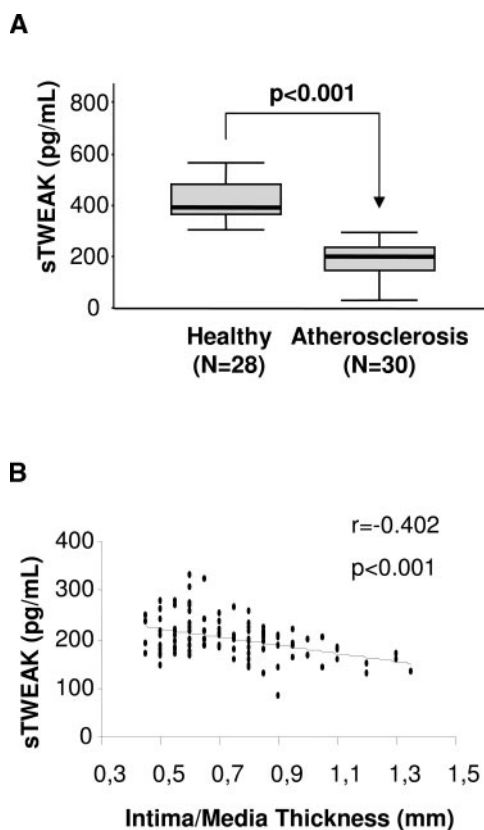 A
p<0.001
sTWEAK (pg/mL)
800
600
400
200
0
Healthy
(N=28)
Atherosclerosis
(N=30)
B
r=-0.402
p<0.001
sTWEAK (pg/mL)
400
300
200
100
0
0,3 0,5 0,7 0,9 1,1 1,3 1,5
Intima/Media Thickness (mm)